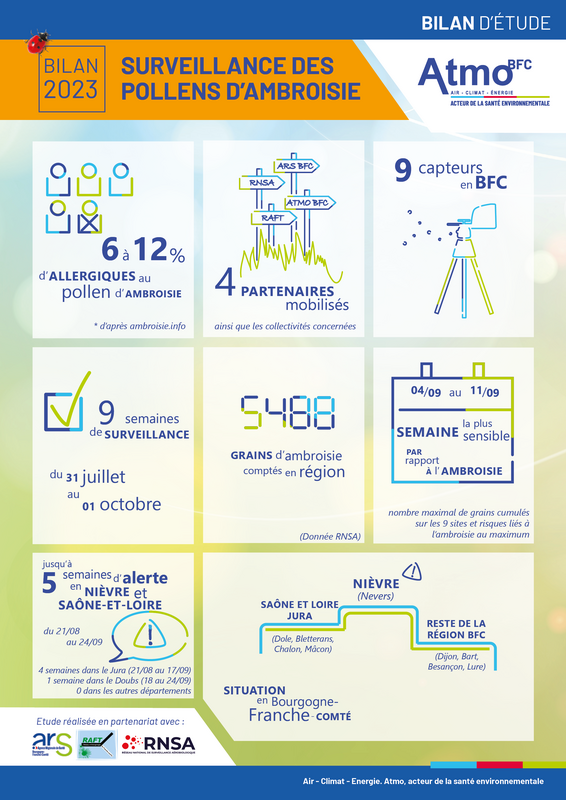 BILAN D'ÉTUDE
BILAN
2023
SURVEILLANCE DES
POLLENS D'AMBROISIE
Atmo BFC
AIR • CLIMAT • ÉNERGIE
ACTEUR DE LA SANTÉ ENVIRONNEMENTALE
6 à 12%
d'ALLERGIQUES au
pollen d'AMBROISIE
* d'après ambroisie.info
ARS BFC
RNSA
ATMO BFC
RAFT
4 PARTENAIRES
mobilisés
ainsi que les collectivités concernées
9 capteurs
en BFC
9 semaines
de SURVEILLANCE
du 31 juillet
au
01 octobre
5488
GRAINS d'ambroisie
comptés en région
(Donnée RNSA)
04/09 au 11/09
SEMAINE la plus
sensible
PAR
rapport
à l'AMBROISIE
nombre maximal de grains cumulés
sur les 9 sites et risques liés à
l'ambroisie au maximum
jusqu'à
5 semaines d'alerte
en NIÈVRE et
SAÔNE-ET-LOIRE
du 21/08
au 24/09
4 semaines dans le Jura (21/08 au 17/09)
1 semaine dans le Doubs (18 au 24/09)
0 dans les autres départements
NIÈVRE
(Nevers)
SAÔNE ET LOIRE
JURA
(Dole, Bletterans,
Chalon, Mâcon)
RESTE DE LA
RÉGION BFC
(Dijon, Bart,
Besançon, Lure)
SITUATION
en Bourgogne-
Franche-COMTÉ
Etude réalisée en partenariat avec :
ars
RAFT
RNSA
RÉSEAU NATIONAL DE SURVEILLANCE AÉROBIOLOGIQUE
Air - Climat - Energie. Atmo, acteur de la santé environnementale